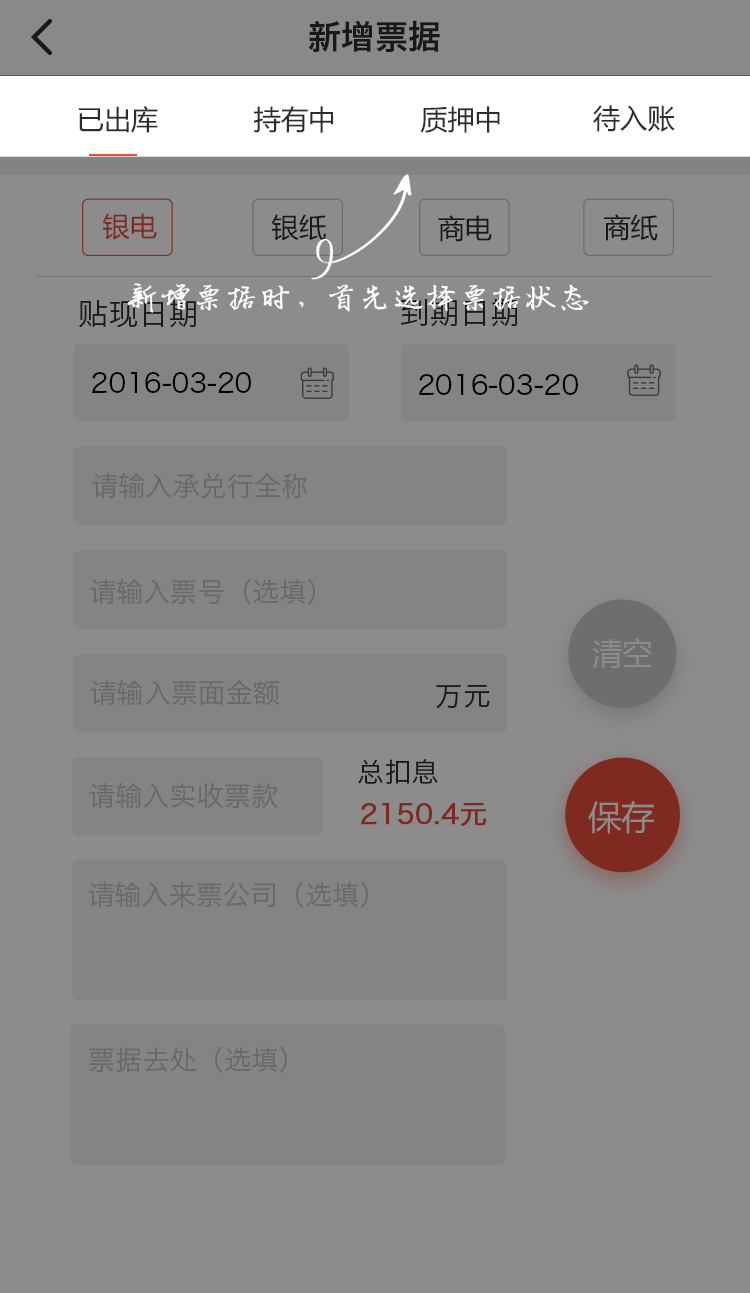 新增票据
已出库 持有中 质押中 待入账
银电 银纸 商电 商纸
新增票据时，首先选择票据状态
贴现日期 到期日期
2016-03-20 2016-03-20
请输入承兑行全称
请输入票号（选填）
清空
请输入票面金额 万元
总扣息
请输入实收票款 2150.4元
保存
请输入来票公司（选填）
票据去处（选填）